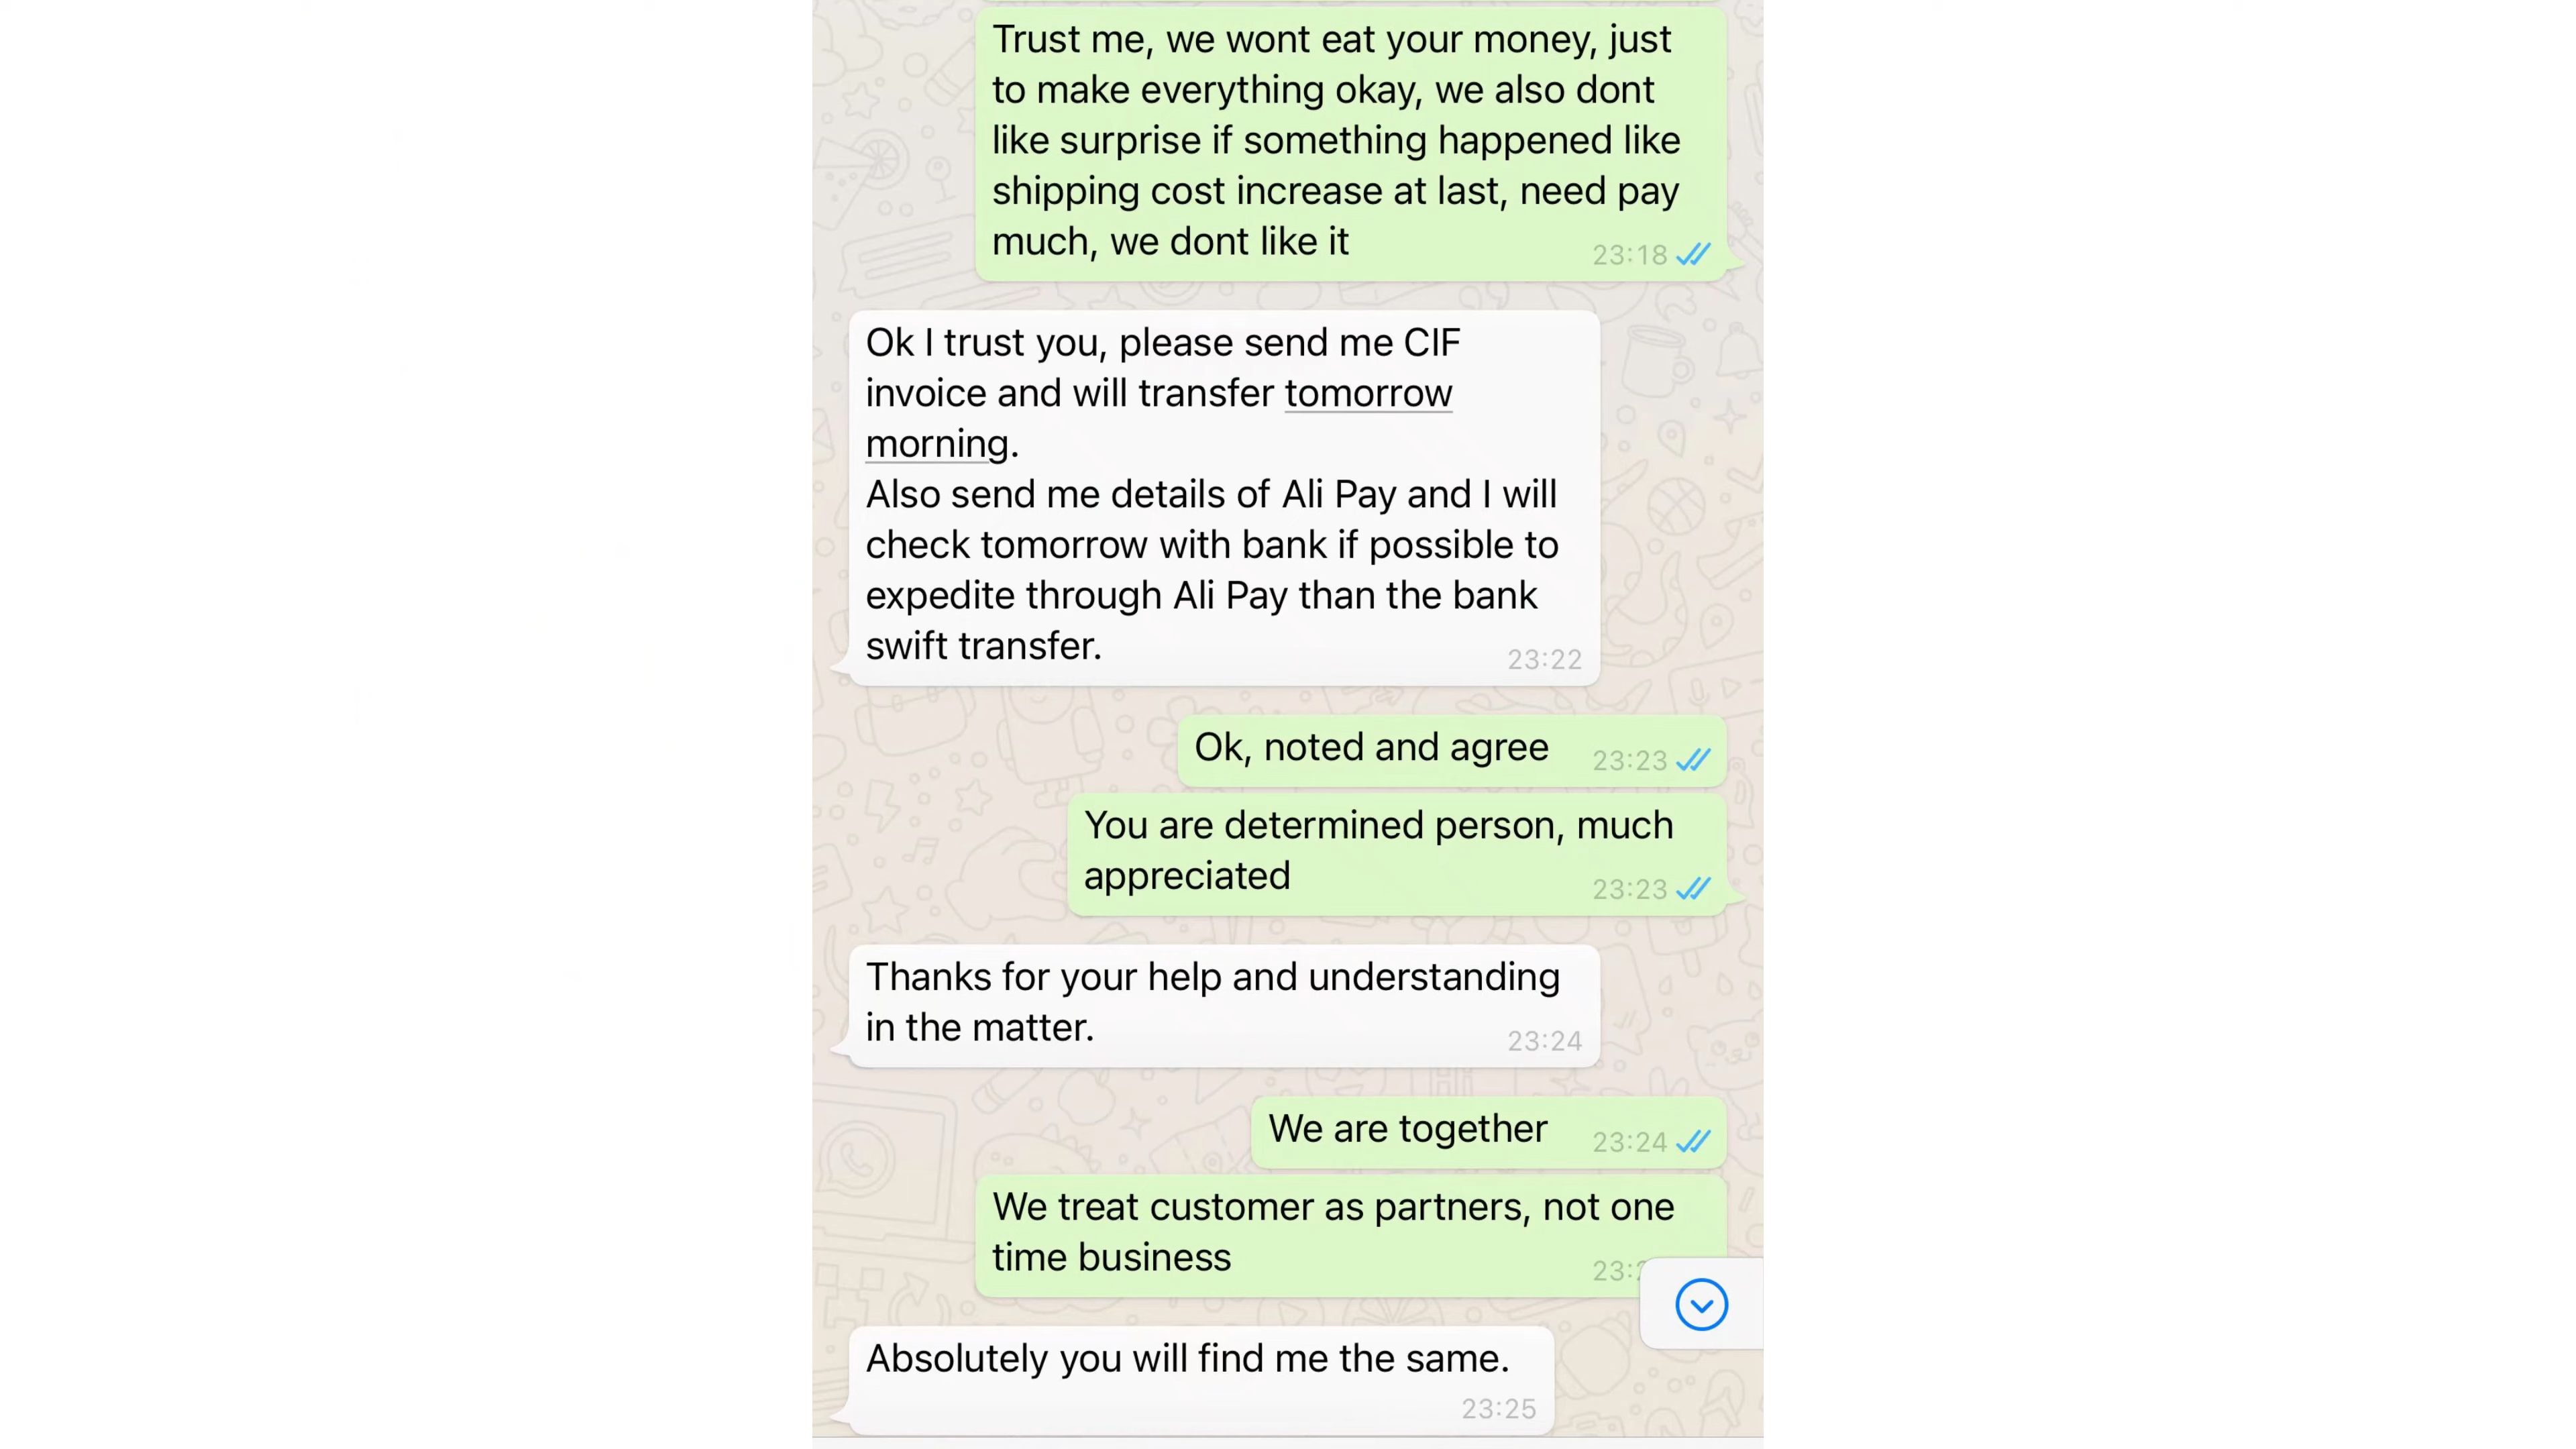 Trust me, we wont eat your money, just
to make everything okay, we also dont
like surprise if something happened like
shipping cost increase at last, need pay
much, we dont like it
23:18
Ok I trust you, please send me CIF
invoice and will transfer tomorrow
morning.
Also send me details of Ali Pay and I will
check tomorrow with bank if possible to
expedite through Ali Pay than the bank
swift transfer.
23:22
Ok, noted and agree 23:23
You are determined person, much
appreciated
23:23
Thanks for your help and understanding
in the matter.
23:24
We are together 23:24
We treat customer as partners, not one
time business
Absolutely you will find me the same.
23:25